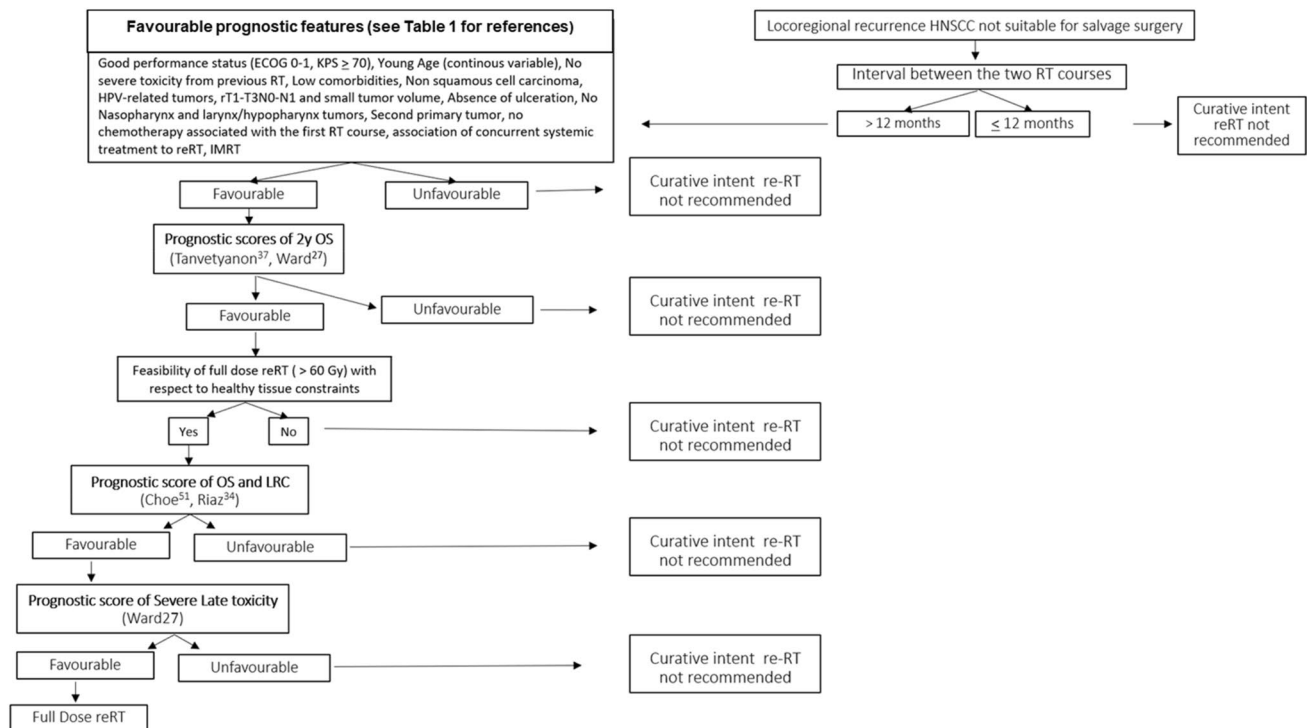 Favourable prognostic features (see Table 1 for references)
Good performance status (ECOG 0-1, KPS ≥ 70), Young Age (continous variable), No
severe toxicity from previous RT, Low comorbidities, Non squamous cell carcinoma,
HPV-related tumors, rT1-T3N0-N1 and small tumor volume, Absence of ulceration, No
Nasopharynx and larynx/hypopharynx tumors, Second primary tumor, no
chemotherapy associated with the first RT course, association of concurrent systemic
treatment to reRT, IMRT
Locoregional recurrence HNSCC not suitable for salvage surgery
Interval between the two RT courses
> 12 months
≤ 12 months
Curative intent
reRT not
recommended
Favourable
Unfavourable
Curative intent re-RT
not recommended
Prognostic scores of 2y OS
(Tanvetyanon37, Ward27)
Favourable
Unfavourable
Curative intent re-RT
not recommended
Feasibility of full dose reRT ( > 60 Gy) with
respect to healthy tissue constraints
Yes
No
Curative intent re-RT
not recommended
Prognostic score of OS and LRC
(Choe51, Riaz34)
Favourable
Unfavourable
Curative intent re-RT
not recommended
Prognostic score of Severe Late toxicity
(Ward27)
Favourable
Unfavourable
Curative intent re-RT
not recommended
Full Dose reRT